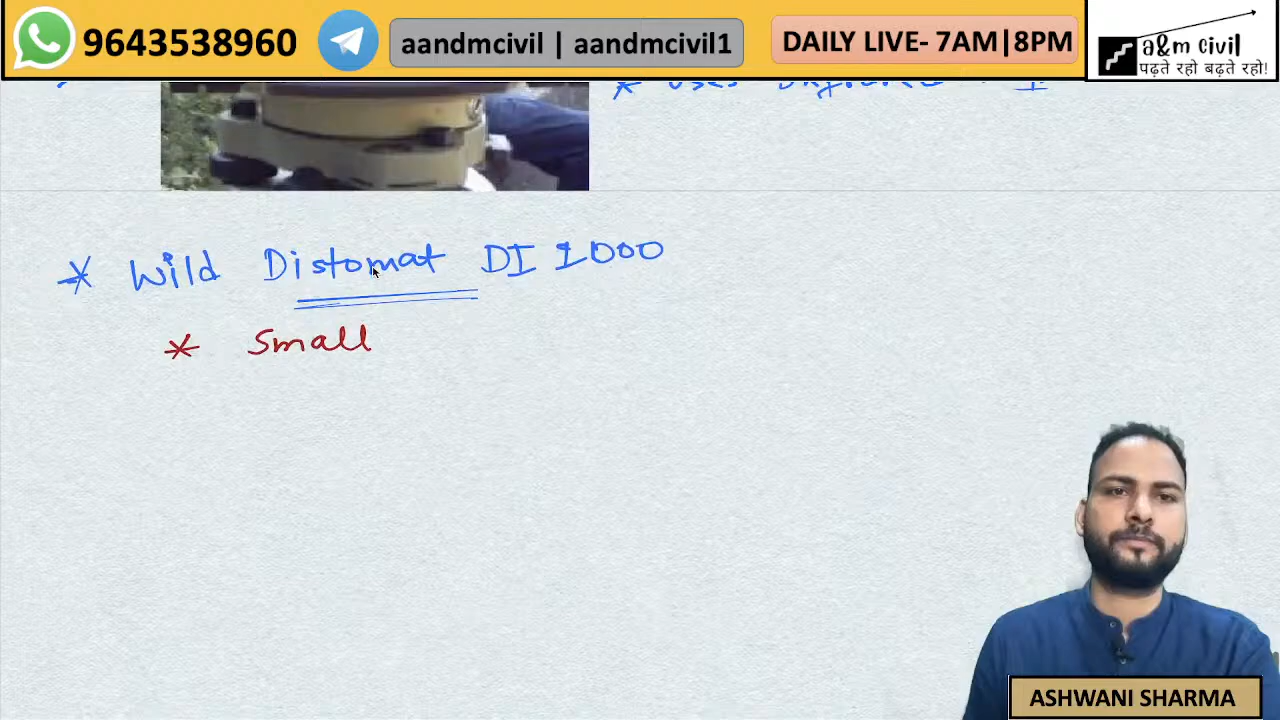 9643538960
aandmcivil | aandmcivil1
DAILY LIVE- 7AM|8PM
a&m civil
पढ़ते रहो बढ़ते रहो!
* Wild Distomat DI 1000
* Small
ASHWANI SHARMA